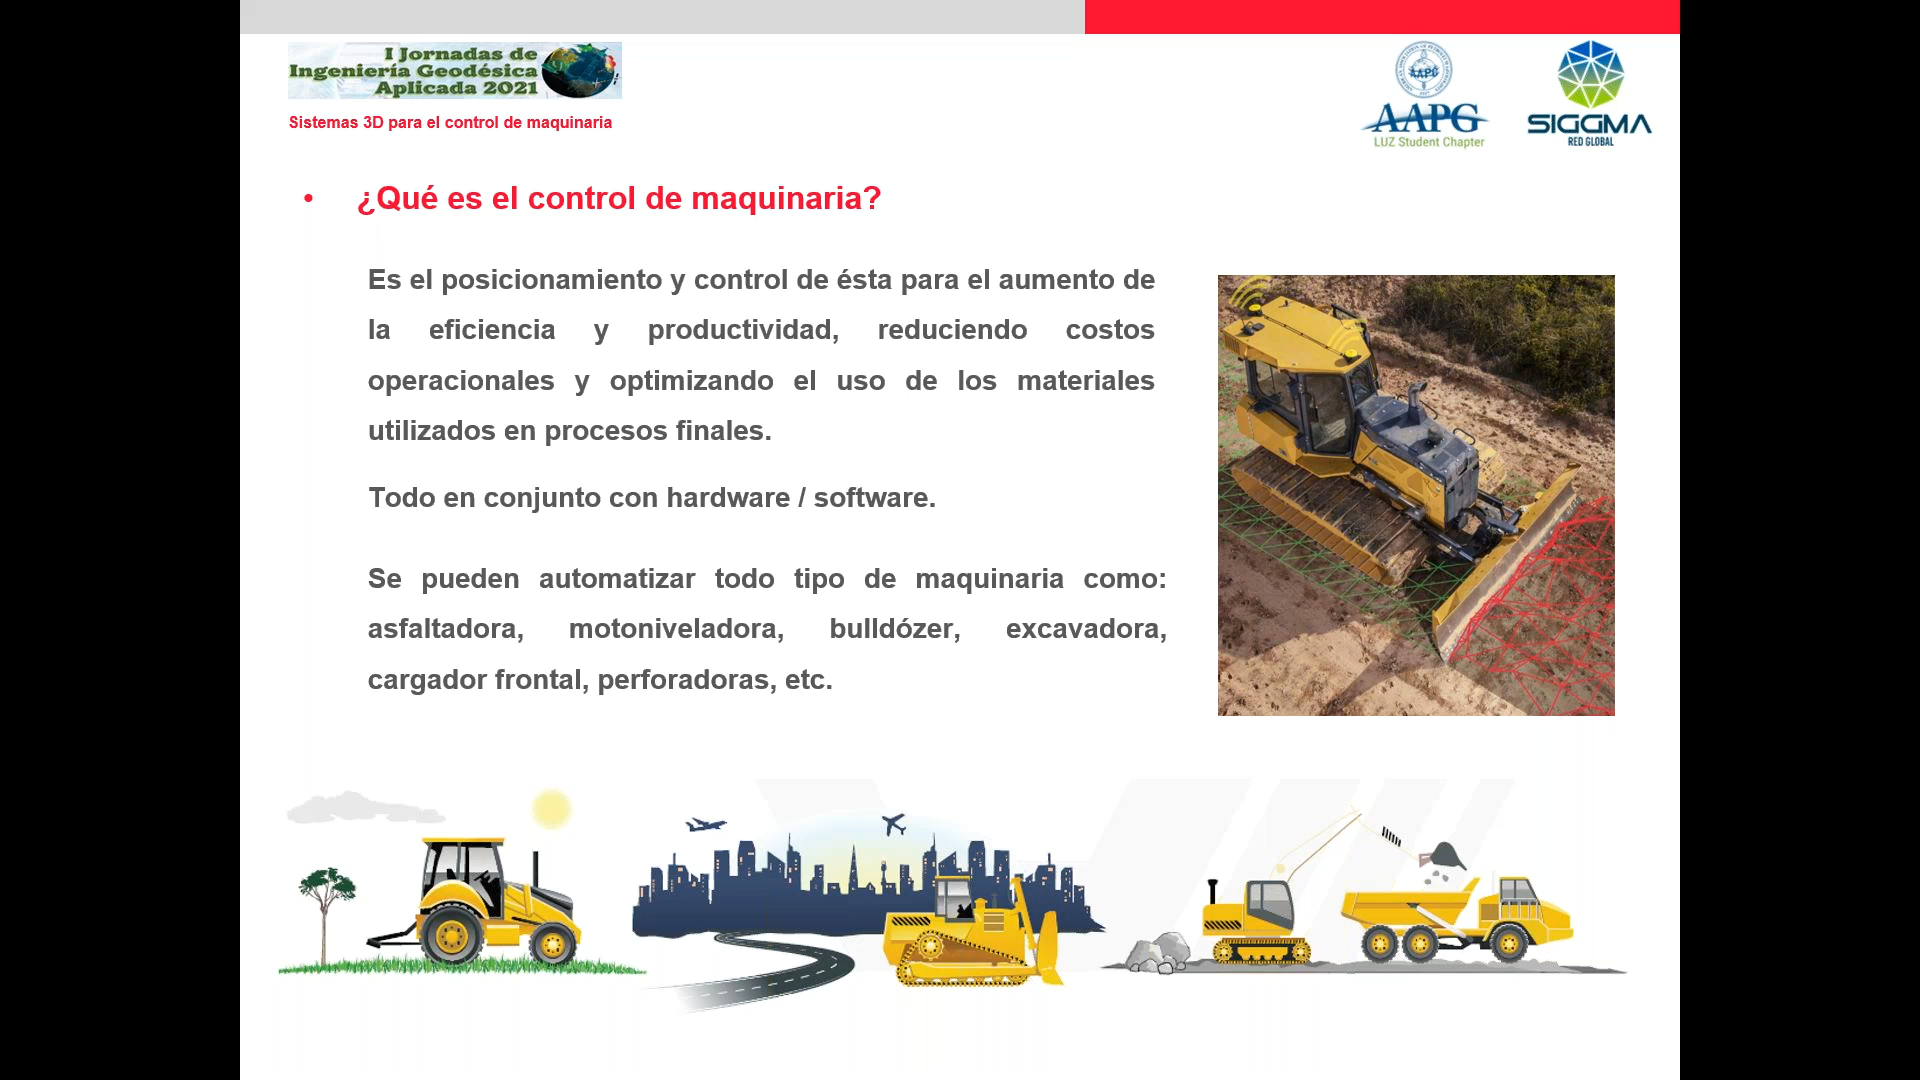 I Jornadas de
Ingeniería Geodésica
Aplicada 2021
Sistemas 3D para el control de maquinaria
AAPG
AAPG
LUZ Student Chapter
SIGGMA
RED GLOBAL
• ¿Qué es el control de maquinaria?
Es el posicionamiento y control de ésta para el aumento de
la eficiencia y productividad, reduciendo costos
operacionales y optimizando el uso de los materiales
utilizados en procesos finales.
Todo en conjunto con hardware / software.
Se pueden automatizar todo tipo de maquinaria como:
asfaltadora, motoniveladora, bulldózer, excavadora,
cargador frontal, perforadoras, etc.